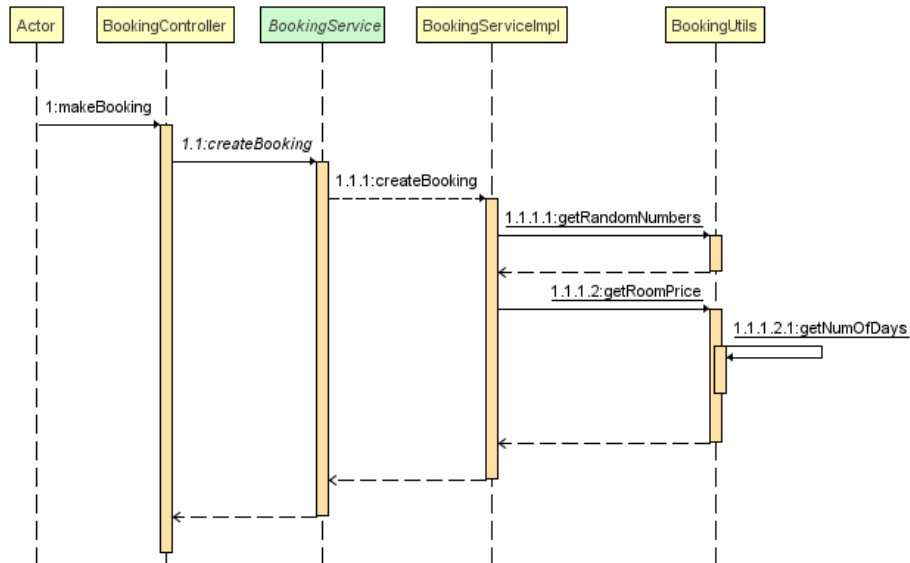 Actor
BookingController
BookingService
BookingServiceImpl
BookingUtils
1:makeBooking
1.1:createBooking
1.1.1:createBooking
1.1.1.1:getRandomNumbers
1.1.1.2:getRoomPrice
1.1.1.2.1:getNumOfDays